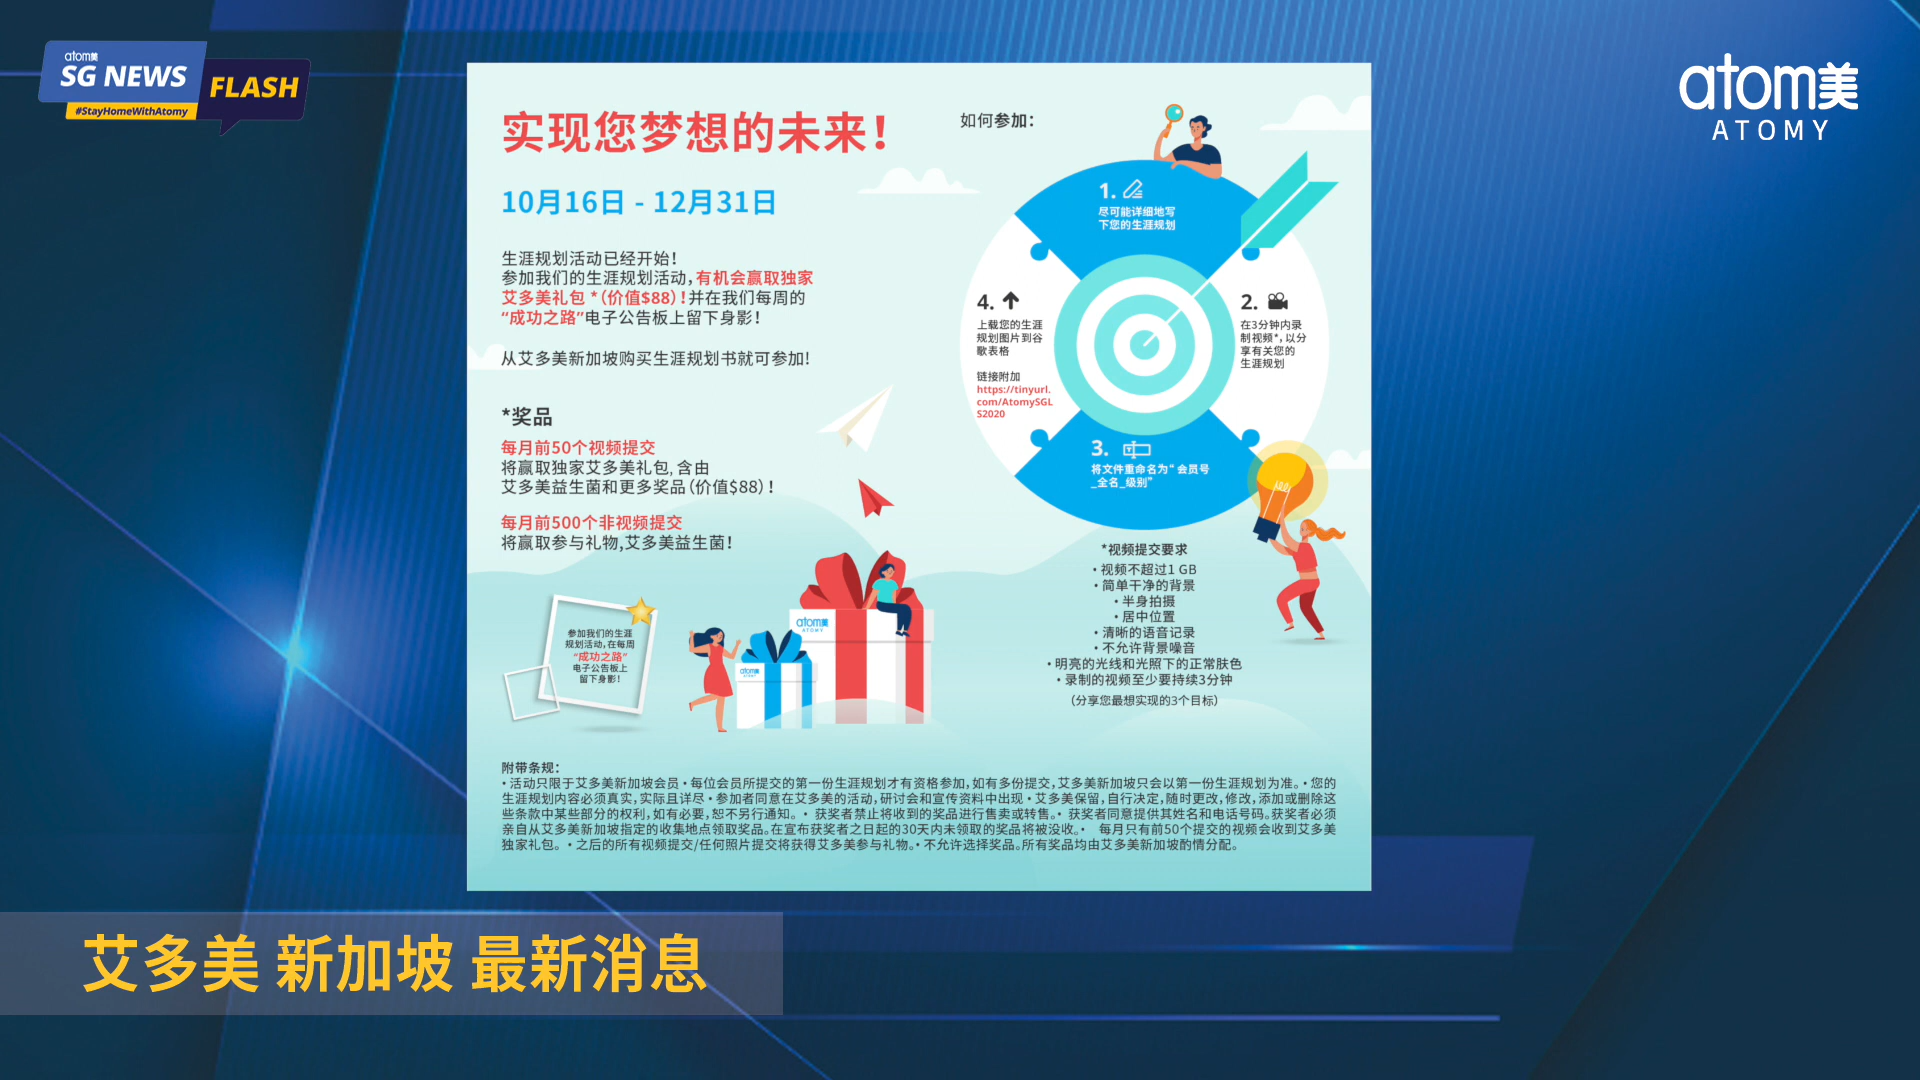 atom美
SG NEWS
FLASH
#StayHomeWithAtomy
atom美
ATOMY
实现您梦想的未来！
10月16日 - 12月31日
生涯规划活动已经开始！
参加我们的生涯规划活动，有机会赢取独家
艾多美礼包 *（价值$88）！并在我们每周的
“成功之路”电子公告板上留下身影！
从艾多美新加坡购买生涯规划书就可参加！
*奖品
每月前50个视频提交
将赢取独家艾多美礼包, 含由
艾多美益生菌和更多奖品（价值$88）！
每月前500个非视频提交
将赢取参与礼物,艾多美益生菌！
参加我们的生涯
规划活动,在每周
“成功之路”
电子公告板上
留下身影！
atom美
ATOMY
atom美
如何参加：
1.
尽可能详细地写
下您的生涯规划
2.
在3分钟内录
制视频*，以分
享有关您的
生涯规划
3.
将文件重命名为“ 会员号
_全名_级别”
4.
上载您的生涯
规划图片到谷
歌表格
链接附加
https://tinyurl.
com/AtomySGL
S2020
*视频提交要求
• 视频不超过1 GB
• 简单干净的背景
• 半身拍摄
• 居中位置
• 清晰的语音记录
• 不允许背景噪音
• 明亮的光线和光照下的正常肤色
• 录制的视频至少要持续3分钟
（分享您最想实现的3个目标）
附带条规：
• 活动只限于艾多美新加坡会员 • 每位会员所提交的第一份生涯规划才有资格参加，如有多份提交，艾多美新加坡只会以第一份生涯规划为准。 • 您的
生涯规划内容必须真实，实际且详尽 • 参加者同意在艾多美的活动，研讨会和宣传资料中出现 • 艾多美保留，自行决定，随时更改，修改，添加或删除这
些条款中某些部分的权利，如有必要，恕不另行通知。 • 获奖者禁止将收到的奖品进行售卖或转售。• 获奖者同意提供其姓名和电话号码。获奖者必须
亲自从艾多美新加坡指定的收集地点领取奖品。在宣布获奖者之日起的30天内未领取的奖品将被没收。• 每月只有前50个提交的视频会收到艾多美
独家礼包。 • 之后的所有视频提交/任何照片提交将获得艾多美参与礼物。• 不允许选择奖品。所有奖品均由艾多美新加坡酌情分配。
艾多美 新加坡 最新消息